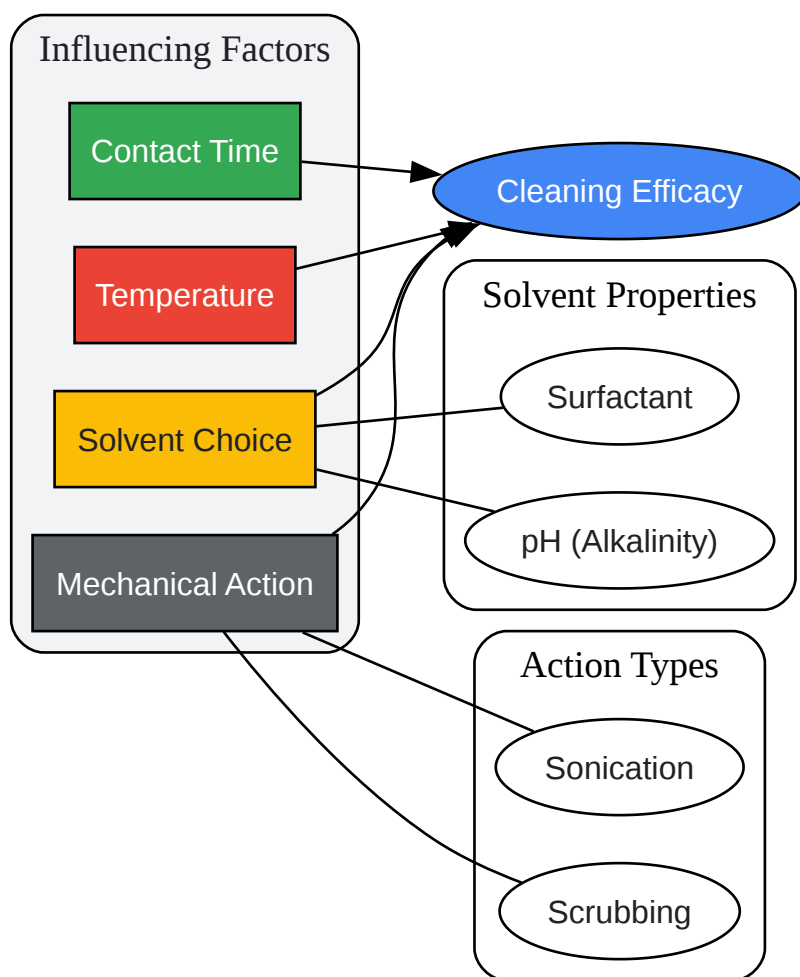 Influencing Factors
Contact Time
Temperature
Solvent Choice
Mechanical Action
Cleaning Efficacy
Solvent Properties
Surfactant
pH (Alkalinity)
Action Types
Sonication
Scrubbing